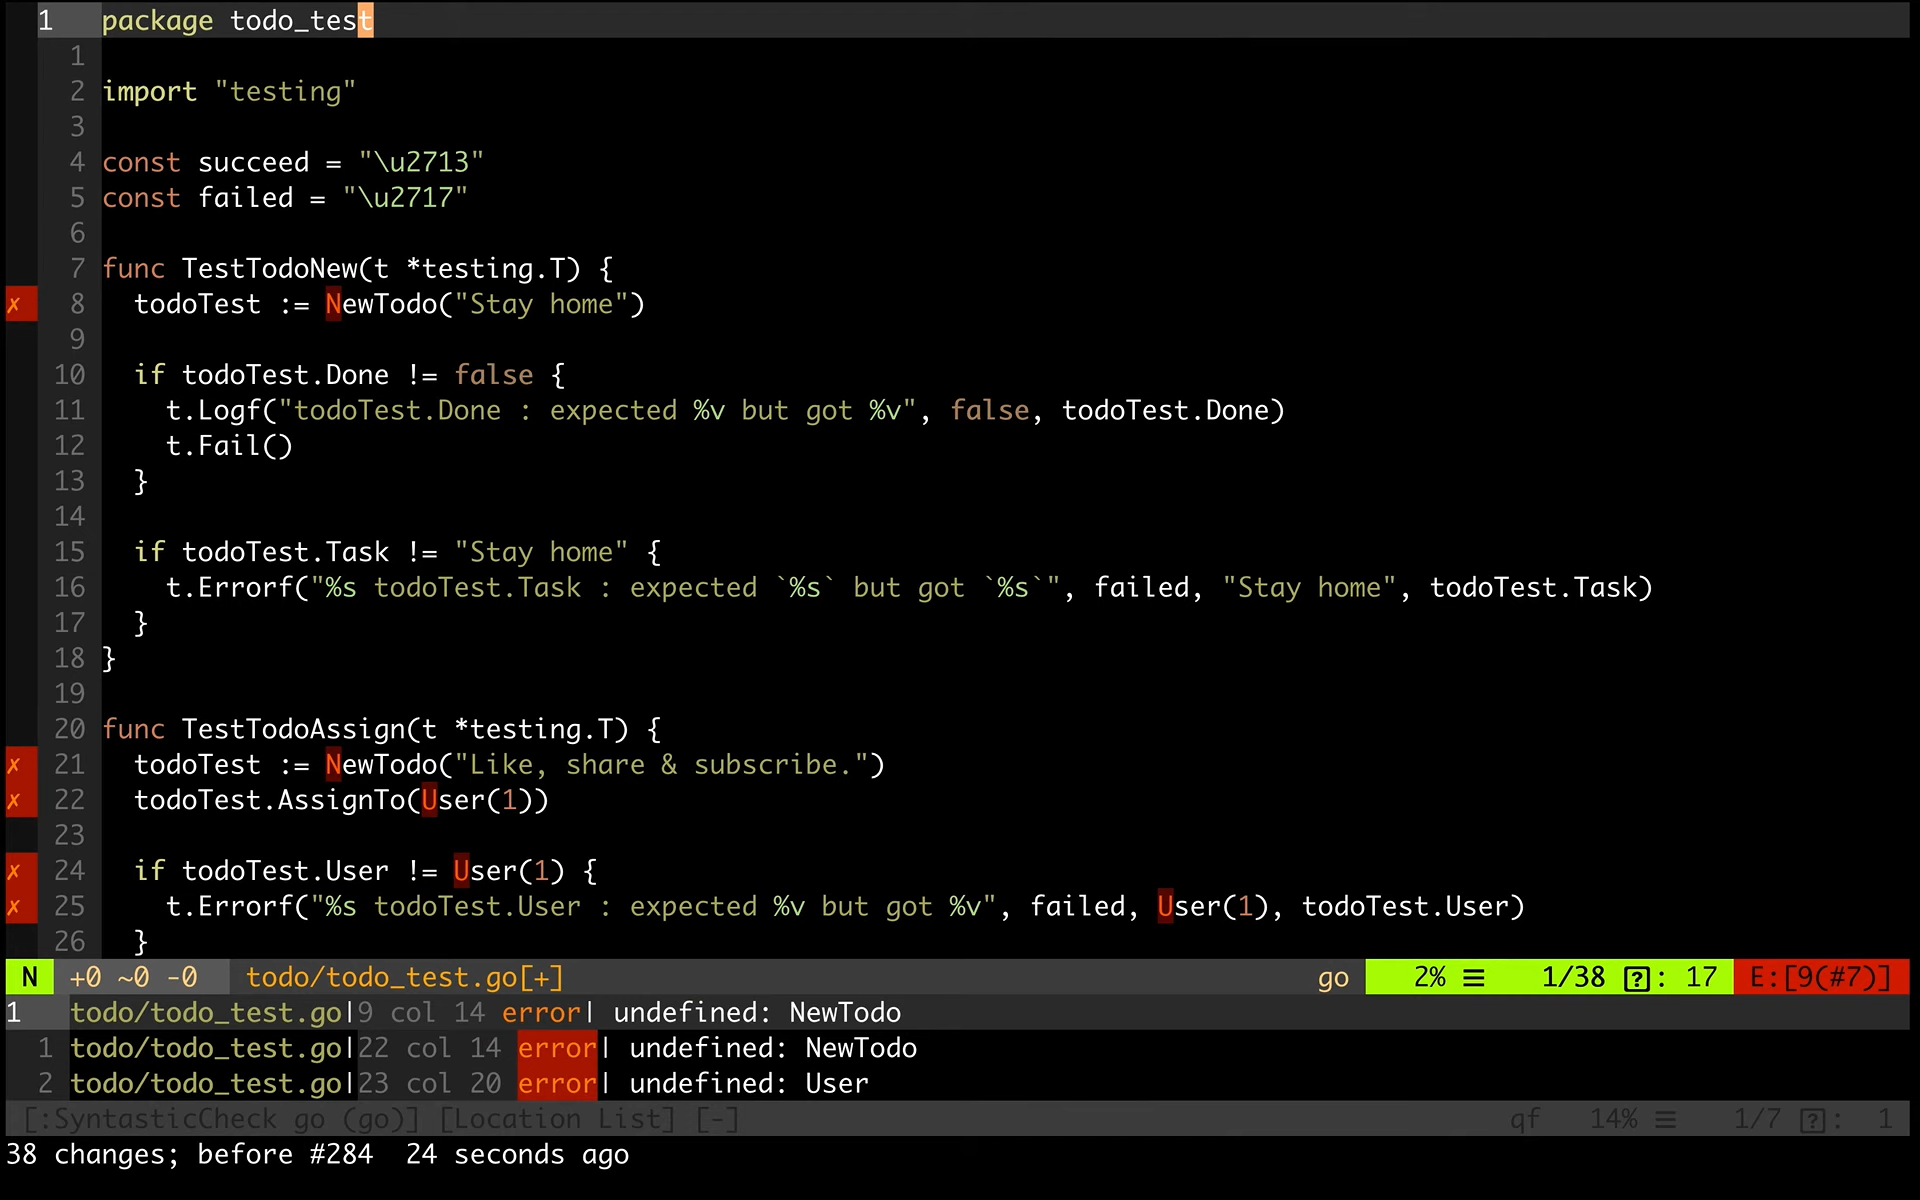 1 package todo_test
1
2 import "testing"
3
4 const succeed = "\u2713"
5 const failed = "\u2717"
6
7 func TestTodoNew(t *testing.T) {
✗ 8   todoTest := NewTodo("Stay home")
9
10   if todoTest.Done != false {
11     t.Logf("todoTest.Done : expected %v but got %v", false, todoTest.Done)
12     t.Fail()
13   }
14
15   if todoTest.Task != "Stay home" {
16     t.Errorf("%s todoTest.Task : expected `%s` but got `%s`", failed, "Stay home", todoTest.Task)
17   }
18 }
19
20 func TestTodoAssign(t *testing.T) {
✗ 21   todoTest := NewTodo("Like, share & subscribe.")
✗ 22   todoTest.AssignTo(User(1))
23
✗ 24   if todoTest.User != User(1) {
✗ 25     t.Errorf("%s todoTest.User : expected %v but got %v", failed, User(1), todoTest.User)
26   }
N +0 ~0 -0 todo/todo_test.go[+] go 2% ☰ 1/38 ⍰: 17 E:[9(#7)]
1 todo/todo_test.go|9 col 14 error| undefined: NewTodo
1 todo/todo_test.go|22 col 14 error| undefined: NewTodo
2 todo/todo_test.go|23 col 20 error| undefined: User
[:SyntasticCheck go (go)] [Location List] [-] qf 14% ☰ 1/7 ⍰: 1
38 changes; before #284  24 seconds ago